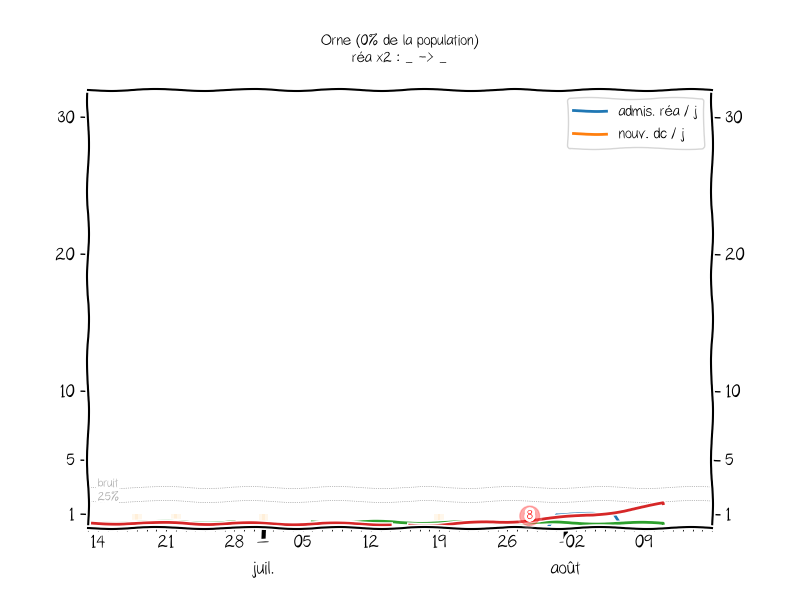 Orne (0% de la population)
réa x2 : _ -> _
admis. réa / j
nouv. dc / j
30 30
20 20
10 10
5 5
bruit
25%
1 1
8
14 21 28 05 12 19 26 02 09
juil. août